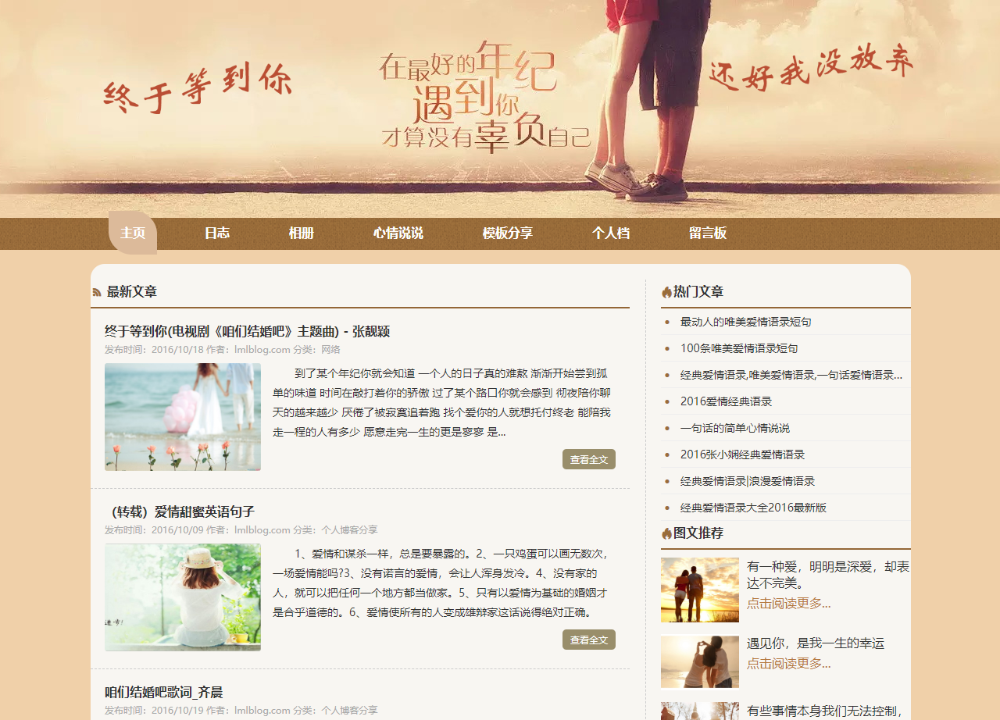 终于等到你
在最好的年纪
遇到你
才算没有辜负自己
还好我没放弃
主页
日志
相册
心情说说
模板分享
个人档
留言板
最新文章
终于等到你(电视剧《咱们结婚吧》主题曲) - 张靓颖
发布时间：2016/10/18 作者：lmlblog.com 分类：网络
到了某个年纪你就会知道 一个人的日子真的难熬 渐渐开始尝到孤
单的味道 时间在敲打着你的骄傲 过了某个路口你就会感到 彻夜陪你聊
天的越来越少 厌倦了被寂寞追着跑 找个爱你的人就想托付终老 能陪我
走一程的人有多少 愿意走完一生的更是寥寥 是...
查看全文
（转载）爱情甜蜜英语句子
发布时间：2016/10/09 作者：lmlblog.com 分类：个人博客分享
1、爱情和谋杀一样，总是要暴露的。2、一只鸡蛋可以画无数次，
一场爱情能吗?3、没有诺言的爱情，会让人浑身发冷。4、没有家的
人，就可以把任何一个地方都当做家。5、只有以爱情为基础的婚姻才
是合乎道德的。6、爱情使所有的人变成雄辩家这话说得绝对正确。
进一步!
查看全文
咱们结婚吧歌词_齐晨
发布时间：2016/10/19 作者：lmlblog.com 分类：个人博客分享
热门文章
最动人的唯美爱情语录短句
100条唯美爱情语录短句
经典爱情语录,唯美爱情语录,一句话爱情语录...
2016爱情经典语录
一句话的简单心情说说
2016张小娴经典爱情语录
经典爱情语录|浪漫爱情语录
经典爱情语录大全2016最新版
图文推荐
有一种爱，明明是深爱，却表
达不完美。
点击阅读更多...
遇见你，是我一生的幸运
点击阅读更多...
有些事情本身我们无法控制，